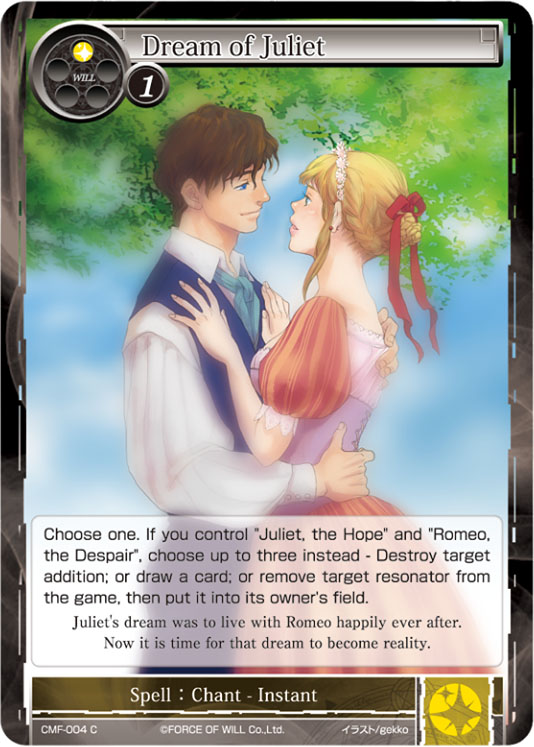 Dream of Juliet
WILL
1
Choose one. If you control "Juliet, the Hope" and "Romeo,
the Despair", choose up to three instead - Destroy target
addition; or draw a card; or remove target resonator from
the game, then put it into its owner's field.
Juliet's dream was to live with Romeo happily ever after.
Now it is time for that dream to become reality.
Spell : Chant - Instant
CMF-004 C ©FORCE OF WILL Co.,Ltd. イラスト/gekko